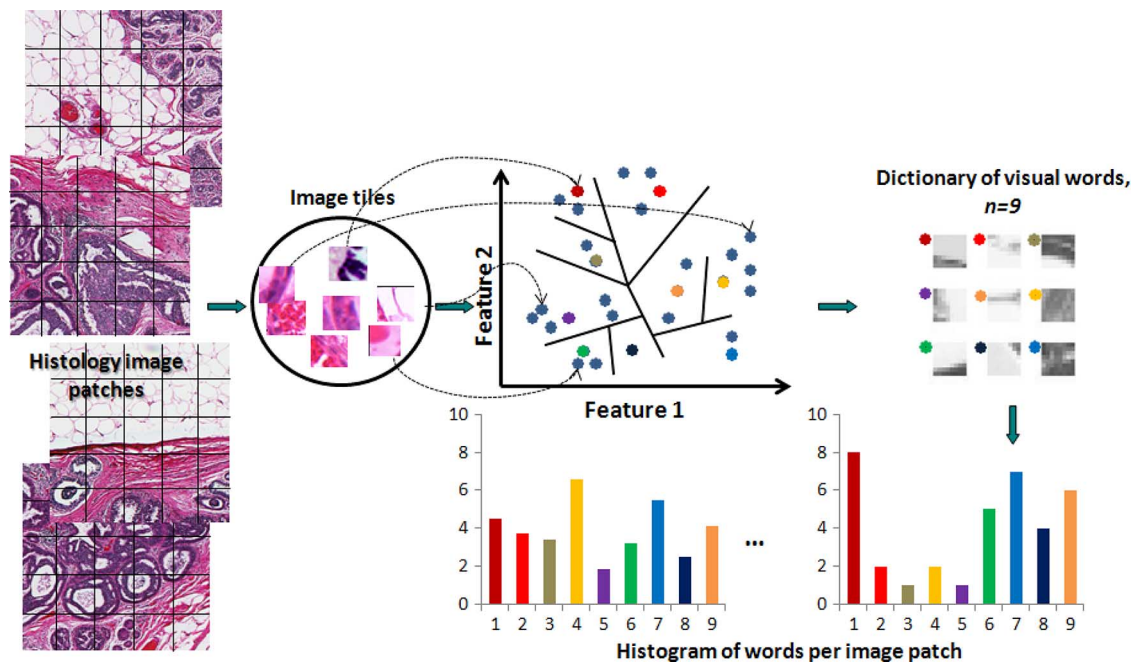 Image tiles
Histology image
patches
Feature 2
Feature 1
Dictionary of visual words,
n=9
10
8
6
4
2
0
1 2 3 4 5 6 7 8 9
...
10
8
6
4
2
0
1 2 3 4 5 6 7 8 9
Histogram of words per image patch